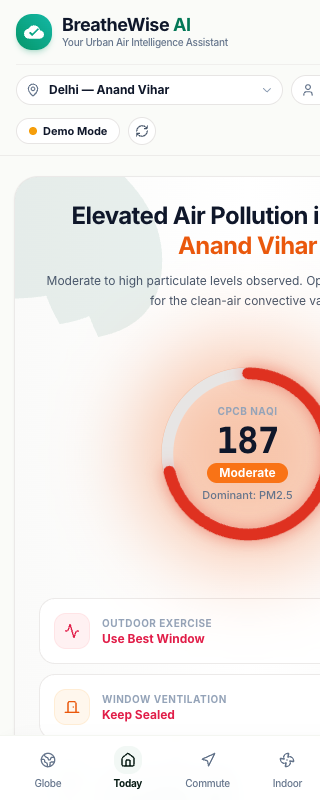 BreatheWise AI
Your Urban Air Intelligence Assistant
Delhi — Anand Vihar
Demo Mode
Elevated Air Pollution i
Anand Vihar
Moderate to high particulate levels observed. Op
for the clean-air convective va
CPCB NAQI
187
Moderate
Dominant: PM2.5
OUTDOOR EXERCISE
Use Best Window
WINDOW VENTILATION
Keep Sealed
Globe
Today
Commute
Indoor